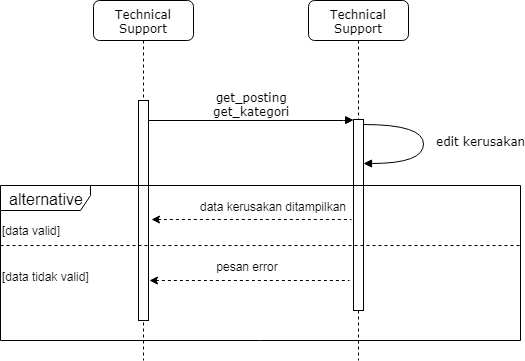 Technical
Support
Technical
Support
get_posting
get_kategori
edit kerusakan
alternative
data kerusakan ditampilkan
[data valid]
pesan error
[data tidak valid]